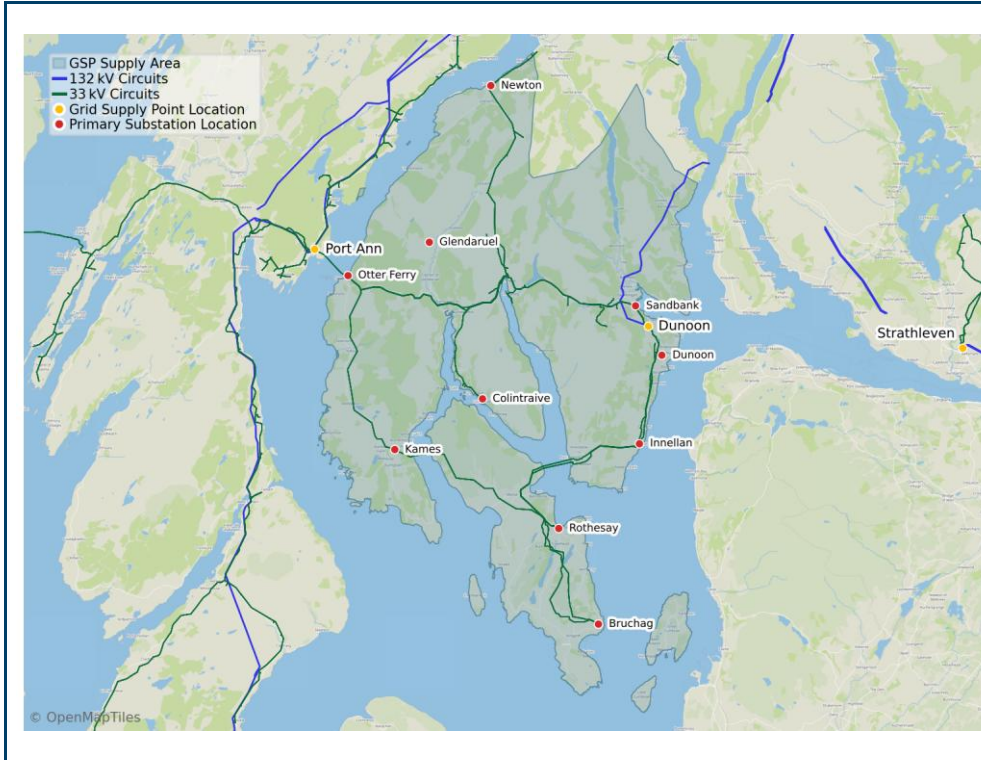 GSP Supply Area
132 kV Circuits
33 kV Circuits
Grid Supply Point Location
Primary Substation Location
Newton
Port Ann
Glendaruel
Otter Ferry
Sandbank
Dunoon
Strathleven
Dunoon
Colintraive
Innellan
Kames
Rothesay
Bruchag
© OpenMapTiles